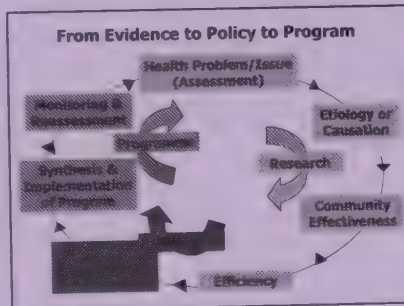 From Evidence to Policy to Program
Health Problem/Issue
(Assessment)
Etiology or
Causation
Community
Effectiveness
Efficiency
Synthesis &
Implementation
of Program
Monitoring &
Reassessment
Programme
Research